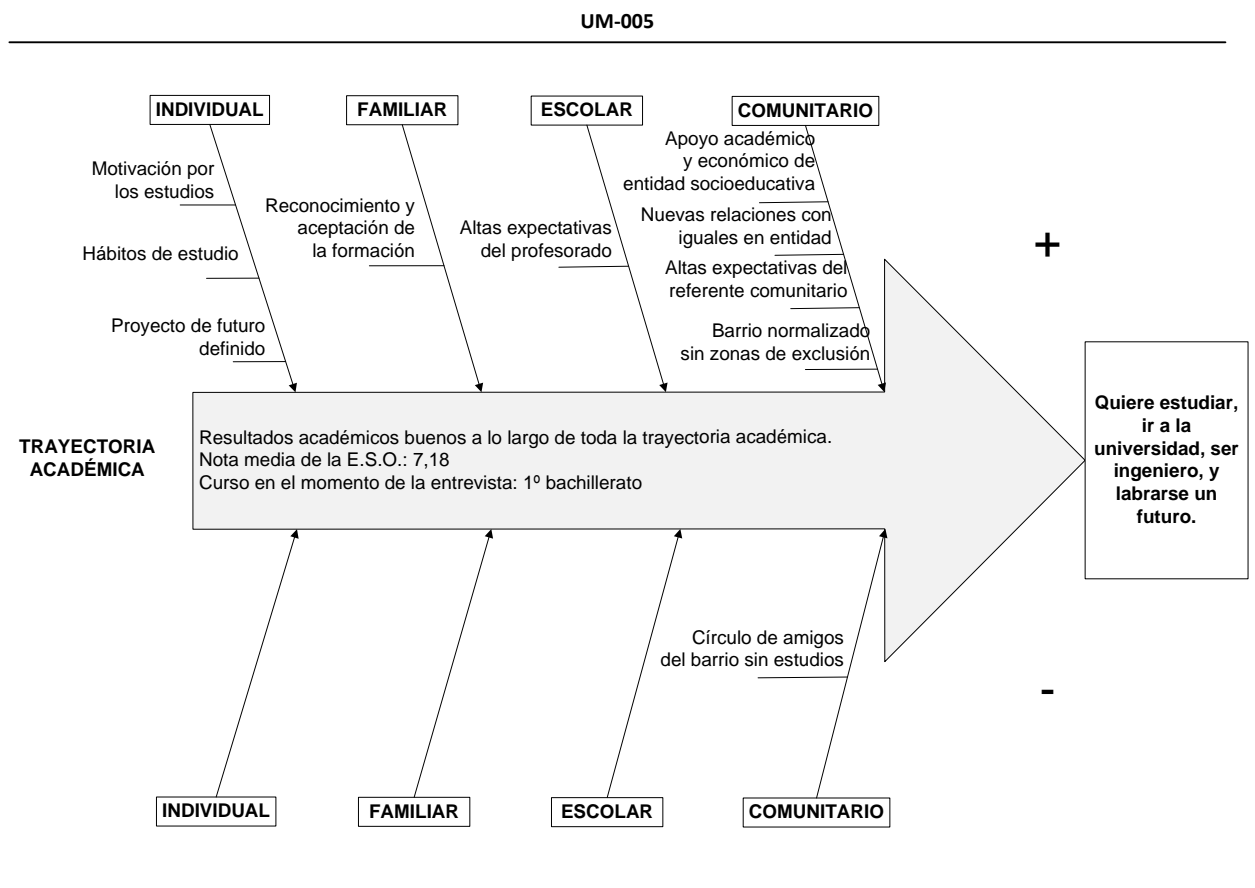 UM-005
INDIVIDUAL
FAMILIAR
ESCOLAR
COMUNITARIO
Motivación por
los estudios
Hábitos de estudio
Proyecto de futuro
definido
Reconocimiento y
aceptación de
la formación
Altas expectativas
del profesorado
Apoyo académico
y económico de
entidad socioeducativa
Nuevas relaciones con
iguales en entidad
Altas expectativas del
referente comunitario
Barrio normalizado
sin zonas de exclusión
+
TRAYECTORIA
ACADÉMICA
Resultados académicos buenos a lo largo de toda la trayectoria académica.
Nota media de la E.S.O.: 7,18
Curso en el momento de la entrevista: 1º bachillerato
Quiere estudiar,
ir a la
universidad, ser
ingeniero, y
labrarse un
futuro.
Círculo de amigos
del barrio sin estudios
-
INDIVIDUAL
FAMILIAR
ESCOLAR
COMUNITARIO